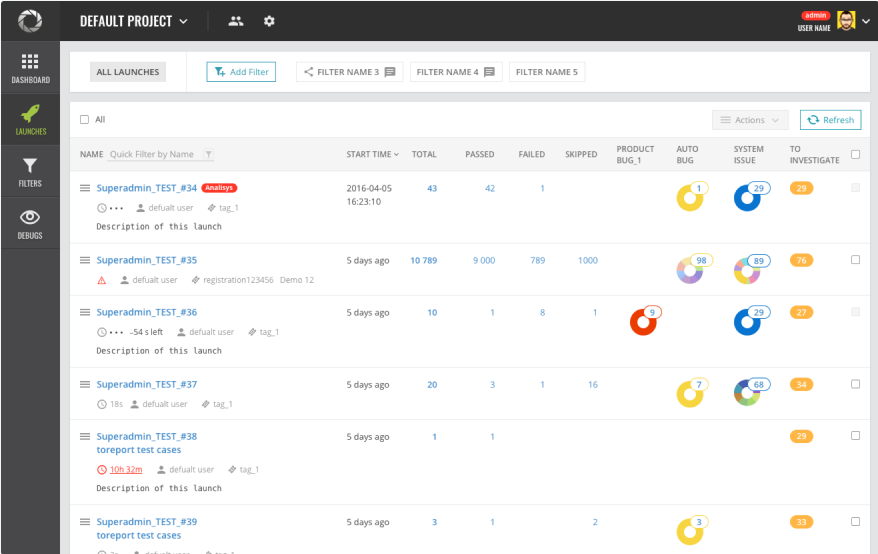 DEFAULT PROJECT
admin
USER NAME
DASHBOARD
LAUNCHES
FILTERS
DEBUGS
ALL LAUNCHES Add Filter FILTER NAME 3 FILTER NAME 4 FILTER NAME 5
All Actions Refresh
NAME Quick Filter by Name START TIME TOTAL PASSED FAILED SKIPPED PRODUCT BUG_1 AUTO BUG SYSTEM ISSUE TO INVESTIGATE
Superadmin_TEST_#34 Analisys 2016-04-05 43 42 1 1 29 29
16:23:10
defualt user tag_1
Description of this launch
Superadmin_TEST_#35 5 days ago 10 789 9 000 789 1000 98 89 76
defualt user registration123456 Demo 12
Superadmin_TEST_#36 5 days ago 10 1 8 1 9 29 27
-54 s left defualt user tag_1
Description of this launch
Superadmin_TEST_#37 5 days ago 20 3 1 16 7 68 34
18s defualt user tag_1
Superadmin_TEST_#38 5 days ago 1 1 29
toreport test cases
10h 32m defualt user tag_1
Description of this launch
Superadmin_TEST_#39 5 days ago 3 1 2 3 33
toreport test cases